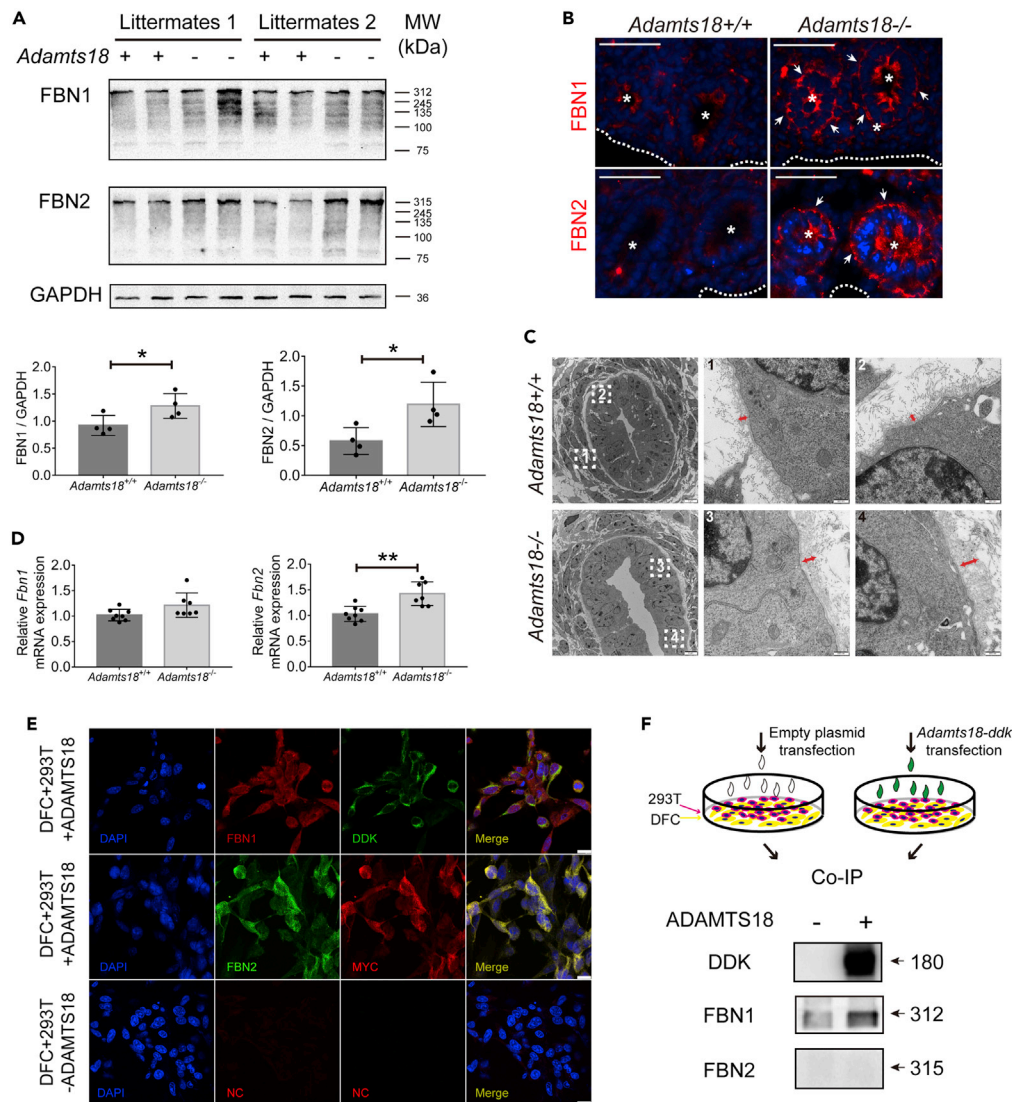 A
Littermates 1
Littermates 2
MW
(kDa)
Adamts18
+ + - - + + - -
FBN1
312
245
135
100
75
FBN2
315
245
135
100
75
GAPDH
36
FBN1 / GAPDH
2.0
1.5
1.0
0.5
0.0
*
Adamts18+/+
Adamts18-/-
FBN2 / GAPDH
2.0
1.5
1.0
0.5
0.0
*
Adamts18+/+
Adamts18-/-
B
Adamts18+/+
Adamts18-/-
FBN1
* * * * *
FBN2
* * * *
C
Adamts18+/+
2
1
1
2
Adamts18-/-
3
4
3
4
D
Relative Fbn1
mRNA expression
2.0
1.5
1.0
0.5
0.0
Adamts18+/+
Adamts18-/-
Relative Fbn2
mRNA expression
2.0
1.5
1.0
0.5
0.0
**
Adamts18+/+
Adamts18-/-
E
DFC+293T
+ADAMTS18
DAPI
FBN1
DDK
Merge
DFC+293T
+ADAMTS18
DAPI
FBN2
MYC
Merge
DFC+293T
-ADAMTS18
DAPI
NC
NC
Merge
F
Empty plasmid
transfection
Adamts18-ddk
transfection
293T
DFC
Co-IP
ADAMTS18 - +
DDK
180
FBN1
312
FBN2
315